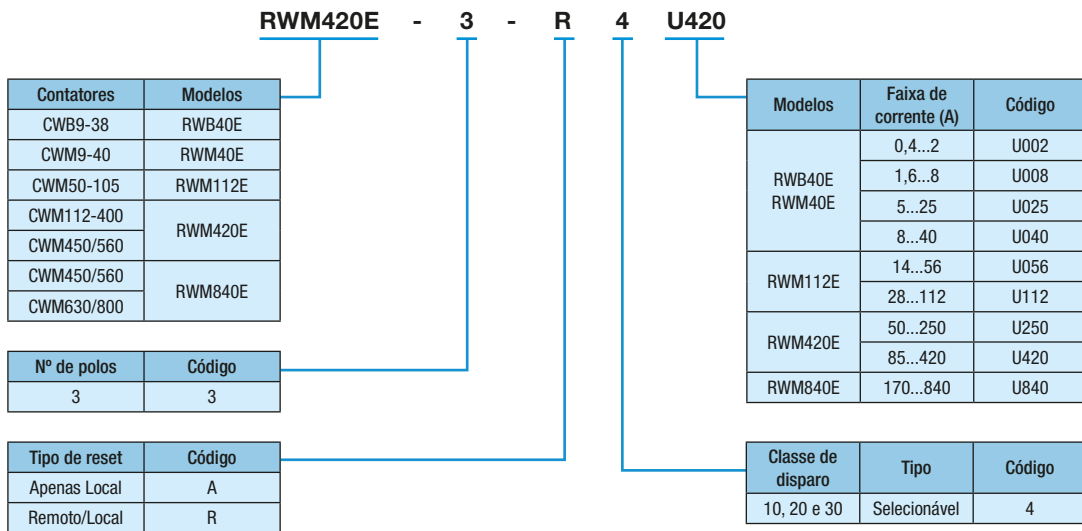 RWM420E - 3 - R 4 U420
Contatores Modelos
CWB9-38 RWB40E
CWM9-40 RWM40E
CWM50-105 RWM112E
CWM112-400 RWM420E
CWM450/560
CWM450/560 RWM840E
CWM630/800
Nº de polos Código
3 3
Tipo de reset Código
Apenas Local A
Remoto/Local R
Modelos Faixa de corrente (A) Código
RWB40E RWM40E 0,4...2 U002
1,6...8 U008
5...25 U025
8...40 U040
RWM112E 14...56 U056
28...112 U112
RWM420E 50...250 U250
85...420 U420
RWM840E 170...840 U840
Classe de disparo Tipo Código
10, 20 e 30 Selecionável 4